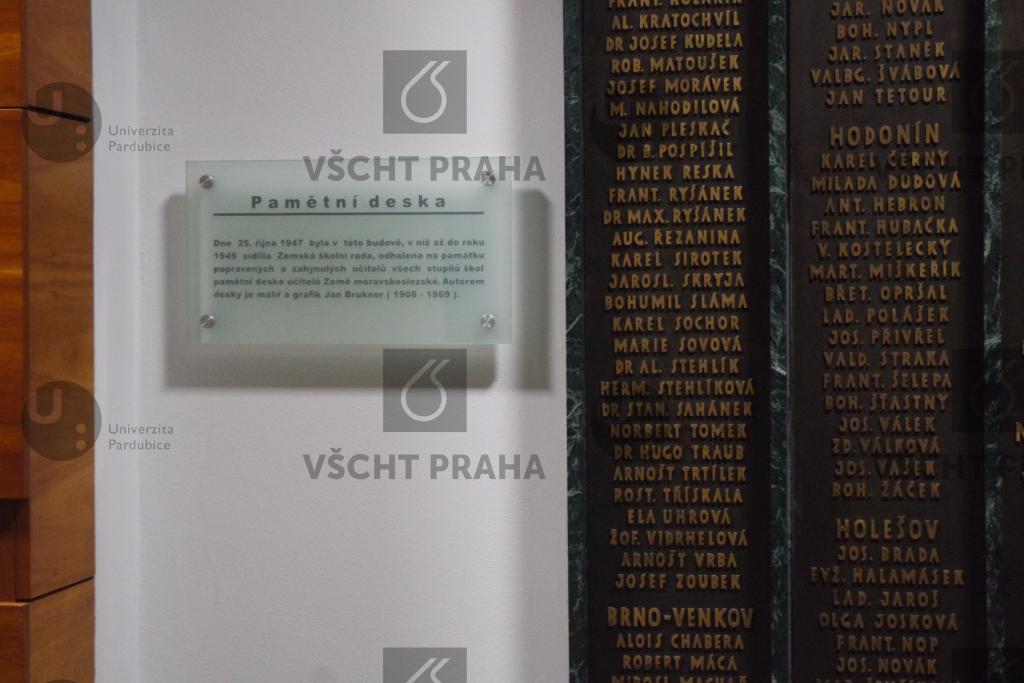 Pamětní deska
Dne 25. října 1947 byla v této budově, v níž až do roku
1949 sídlila Zemská školní rada, odhalena na památku
popravených a zahynulých učitelů všech stupňů škol
pamětní deska učitelů Země moravskoslezské. Autorem
desky je malíř a grafik Jan Brukner ( 1906 - 1969 ).
AL. KRATOCHVÍL
DR JOSEF KUDELA
ROB. MATOUŠEK
JOSEF MORÁVEK
M. NAHODILOVÁ
JAN PLESKAČ
DR B. POSPÍŠIL
HYNEK RESKA
FRANT. RYŠÁNEK
DR MAX. RYŠÁNEK
AUG. ŘEZANINA
KAREL SIROTEK
JAROSL. SKRYJA
BOHUMIL SLÁMA
KAREL SOCHOR
MARIE SOVOVÁ
DR AL. STEHLÍK
HERM. STEHLÍKOVÁ
DR STAN. SAHÁNEK
NORBERT TOMEK
DR HUGO TRAUB
ARNOŠT TRTÍLEK
ROST. TŘÍSKALA
ELA UHROVÁ
ŽOF. VIDRHELOVÁ
ARNOŠT VRBA
JOSEF ZOUBEK
BRNO-VENKOV
ALOIS CHABERA
ROBERT MÁCA
JAR. NOVÁK
BOH. NYPL
JAR. STANĚK
VALBG. ŠVÁBOVÁ
JAN TETOUR
HODONÍN
KAREL ČERNÝ
MILADA DUDOVÁ
ANT. HEBRON
FRANT. HUBAČKA
V. KOSTELECKÝ
MART. MIŠKEŘÍK
BŘET. OPRŠAL
LAD. POLÁŠEK
JOS. PŘIVŘEL
VALD. STRAKA
FRANT. ŠELEPA
BOH. ŠŤASTNÝ
JOS. VÁLEK
ZD. VÁLKOVÁ
JOS. VAŠEK
BOH. ŽÁČEK
HOLEŠOV
JOS. BRADA
EVŽ. HALAMÁSEK
LAD. JAROŠ
OLGA JOSKOVÁ
FRANT. NOP
JOS. NOVÁK
Univerzita
Pardubice
VŠCHT PRAHA
Univerzita
Pardubice
VŠCHT PRAHA